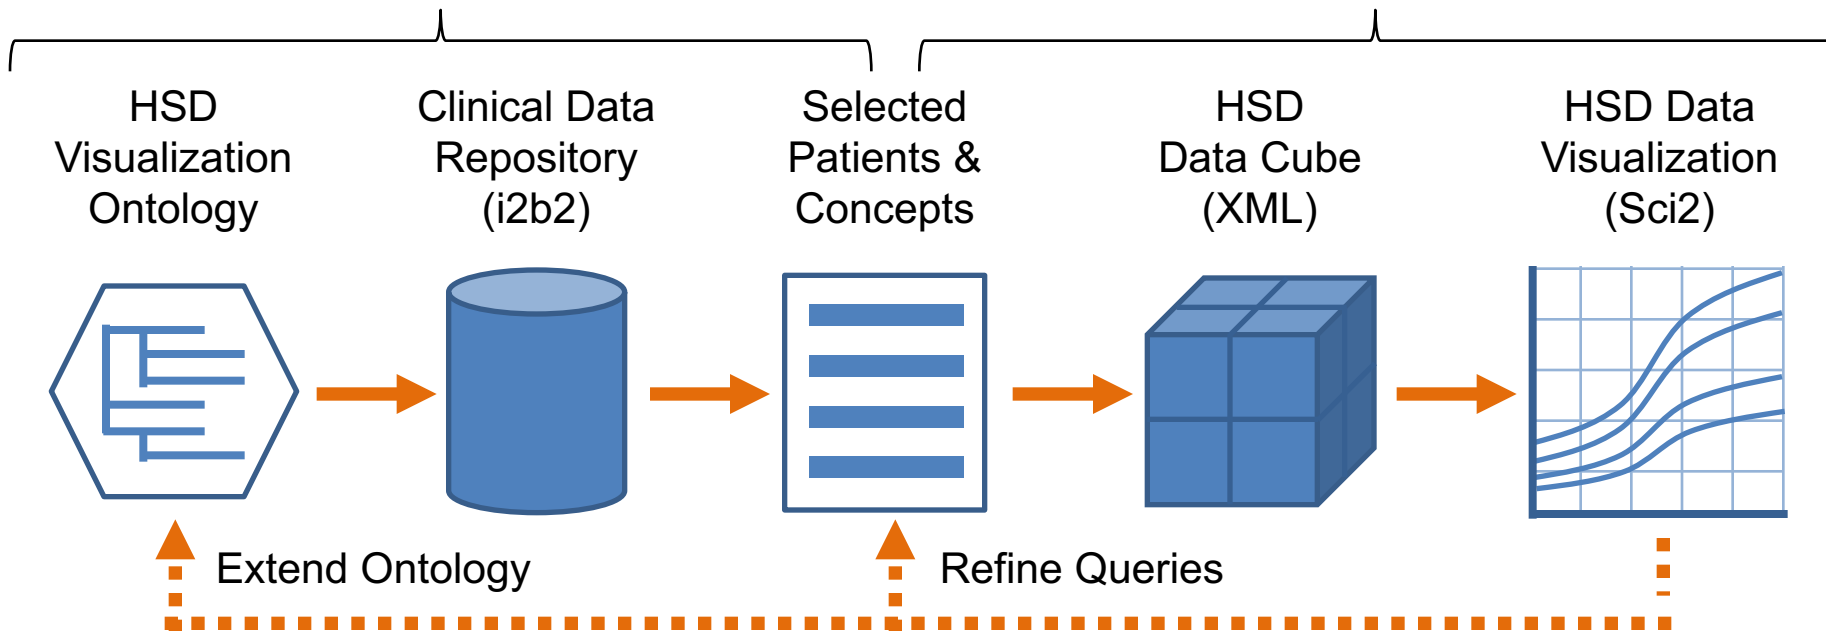 HSD
Visualization
Ontology
Clinical Data
Repository
(i2b2)
Selected
Patients &
Concepts
HSD
Data Cube
(XML)
HSD Data
Visualization
(Sci2)
Extend Ontology
Refine Queries